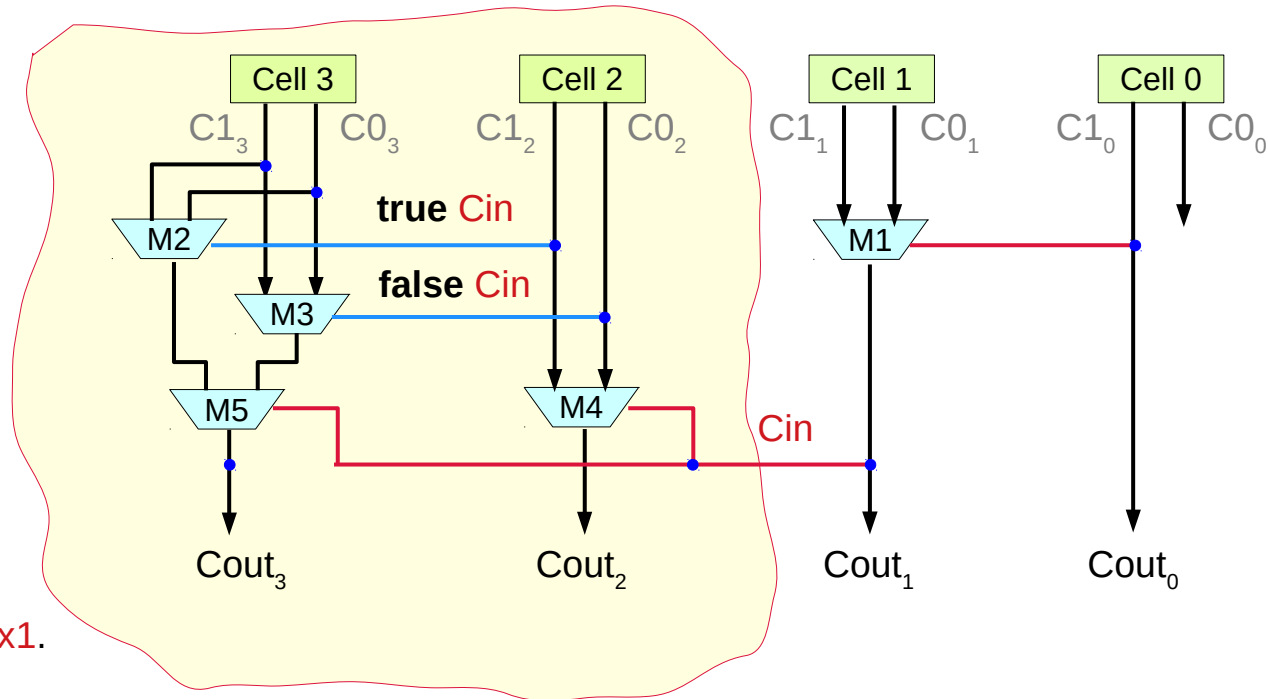 Cell 3 Cell 2 Cell 1 Cell 0
C1₃ C0₃ C1₂ C0₂ C1₁ C0₁ C1₀ C0₀
true Cin
M2 M1
false Cin
M3
M5 M4
Cin
Cout₃ Cout₂ Cout₁ Cout₀
x1.